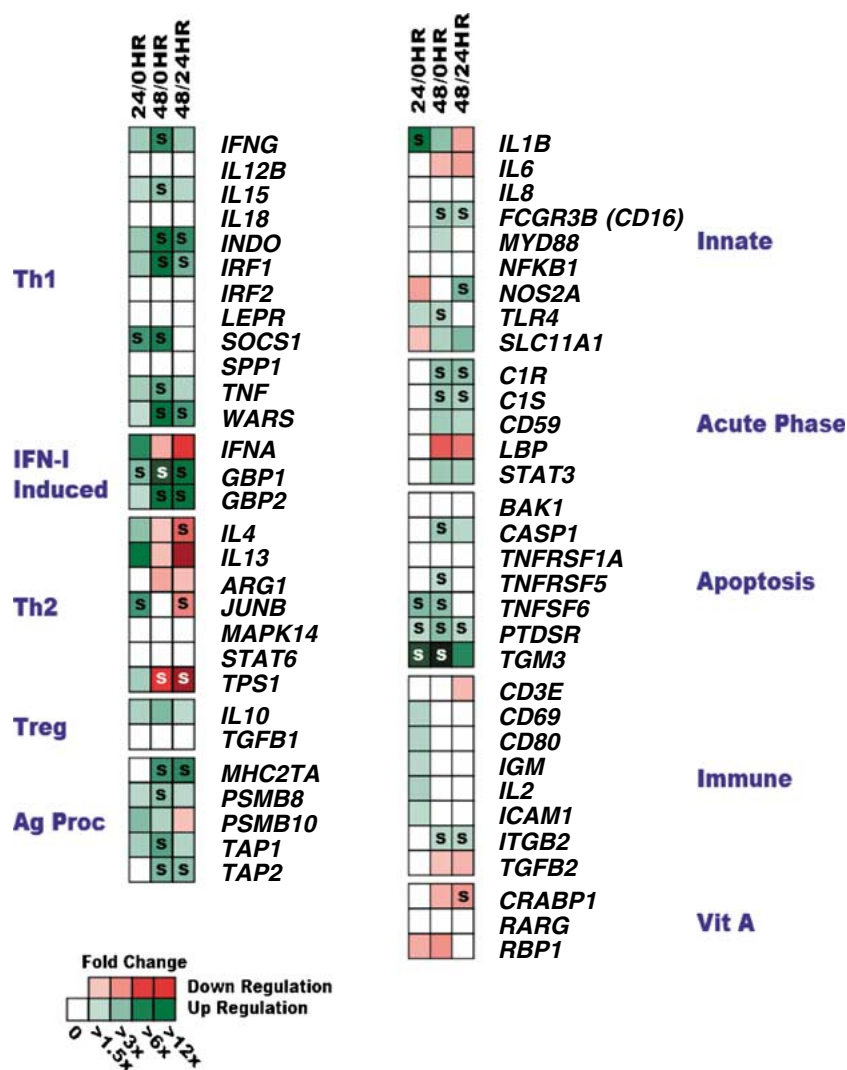 24/0HR
48/0HR
48/24HR
Th1
S IFNG
IL12B
S IL15
IL18
S S INDO
S S IRF1
IRF2
LEPR
S S SOCS1
SPP1
S TNF
S S WARS
IFN-I
Induced
IFNA
S S S GBP1
S S GBP2
Th2
S IL4
IL13
ARG1
S S JUNB
MAPK14
STAT6
S S TPS1
Treg
IL10
TGFB1
Ag Proc
S S MHC2TA
S PSMB8
PSMB10
S TAP1
S S TAP2
24/0HR
48/0HR
48/24HR
S IL1B
IL6
IL8
S S FCGR3B (CD16)
MYD88
NFKB1
S NOS2A
S TLR4
SLC11A1
Innate
S S C1R
S S C1S
CD59
LBP
STAT3
Acute Phase
BAK1
S CASP1
TNFRSF1A
S TNFRSF5
S S TNFSF6
S S S PTDSR
S S TGM3
Apoptosis
CD3E
CD69
CD80
IGM
IL2
ICAM1
S S ITGB2
TGFB2
Immune
S CRABP1
RARG
RBP1
Vit A
Fold Change
Down Regulation
Up Regulation
0
>1.5x
>3x
>6x
>12x